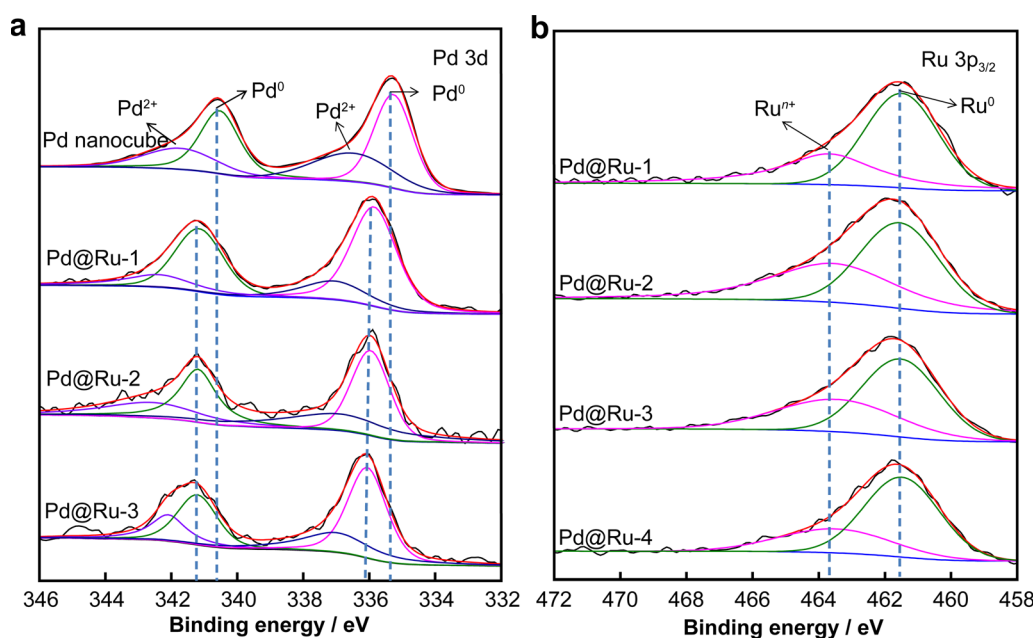 a
Pd 3d
Pd²⁺
Pd⁰
Pd²⁺
Pd⁰
Pd nanocube
Pd@Ru-1
Pd@Ru-2
Pd@Ru-3
346 344 342 340 338 336 334 332
Binding energy / eV
b
Ru 3p₃/₂
Ruⁿ⁺
Ru⁰
Pd@Ru-1
Pd@Ru-2
Pd@Ru-3
Pd@Ru-4
472 470 468 466 464 462 460 458
Binding energy / eV